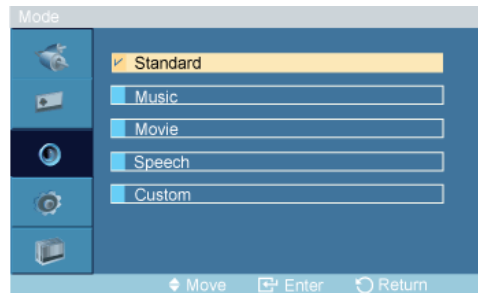 Mode
Standard
Music
Movie
Speech
Custom
Move Enter Return